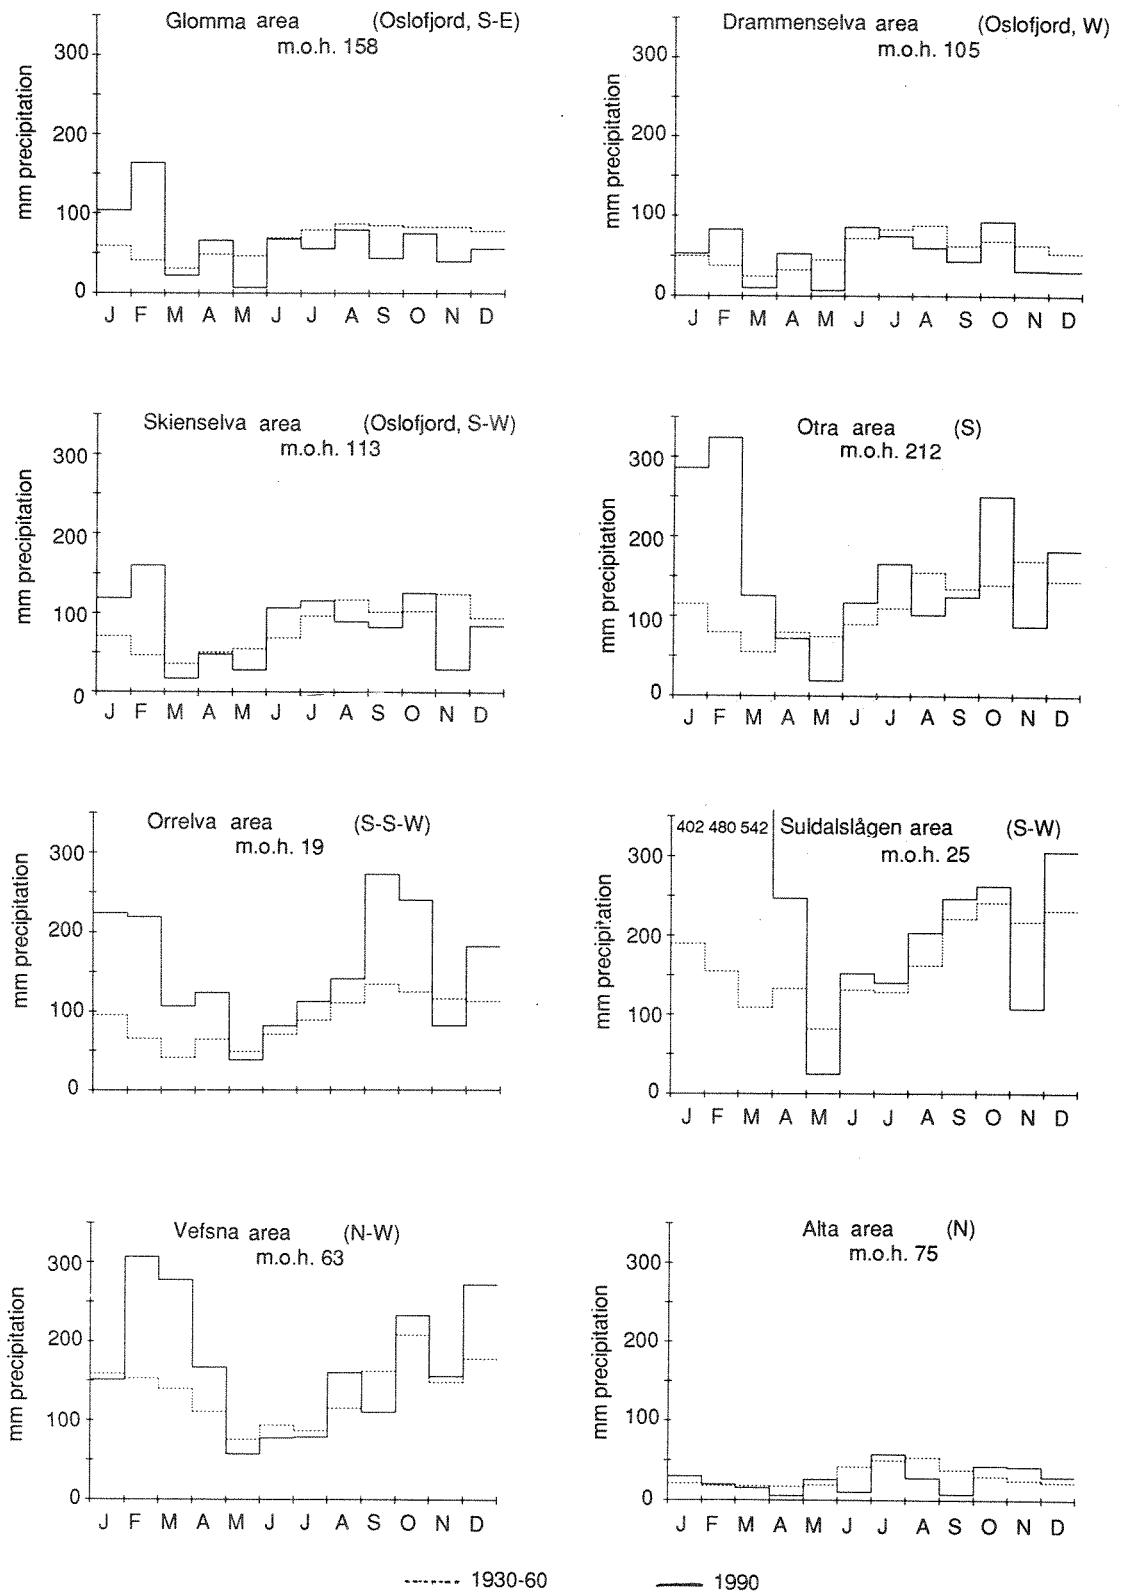 Glomma area (Oslofjord, S-E)
m.o.h. 158
mm precipitation
300
200
100
0
J F M A M J J A S O N D
Drammenselva area (Oslofjord, W)
m.o.h. 105
mm precipitation
300
200
100
0
J F M A M J J A S O N D
Skienselva area (Oslofjord, S-W)
m.o.h. 113
mm precipitation
300
200
100
0
J F M A M J J A S O N D
Otra area (S)
m.o.h. 212
mm precipitation
300
200
100
0
J F M A M J J A S O N D
Orrelva area (S-S-W)
m.o.h. 19
mm precipitation
300
200
100
0
402 480 542 Suldalslågen area (S-W)
m.o.h. 25
mm precipitation
300
200
100
0
J F M A M J J A S O N D
Vefsna area (N-W)
m.o.h. 63
mm precipitation
300
200
100
0
J F M A M J J A S O N D
Alta area (N)
m.o.h. 75
mm precipitation
300
200
100
0
J F M A M J J A S O N D
1930-60 1990